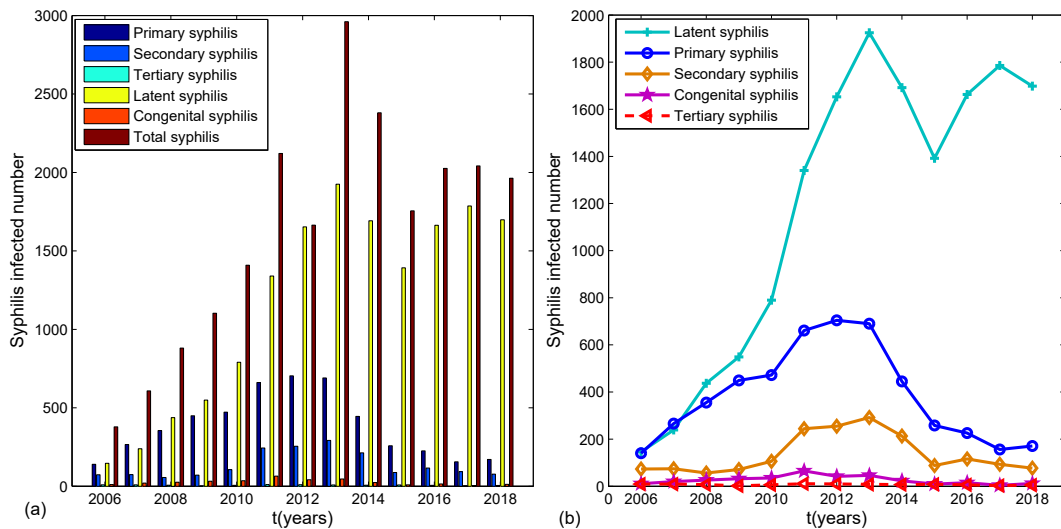 3000
2500
2000
1500
1000
500
0
Syphilis infected number
Primary syphilis
Secondary syphilis
Tertiary syphilis
Latent syphilis
Congenital syphilis
Total syphilis
2006 2008 2010 2012 2014 2016 2018
t(years)
(a)
2000
1800
1600
1400
1200
1000
800
600
400
200
0
Syphilis infected number
Latent syphilis
Primary syphilis
Secondary syphilis
Congenital syphilis
Tertiary syphilis
0 2006 2008 2010 2012 2014 2016 2018 2018
t(years)
(b)